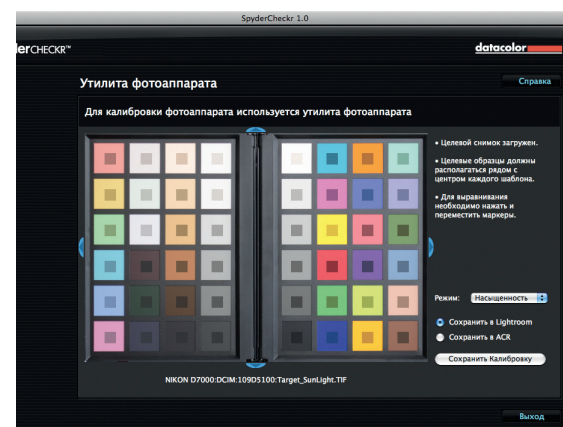 SpyderCheckr 1.0
erCHECKR™
datacolor
Утилита фотоаппарата
Справка
Для калибровки фотоаппарата используется утилита фотоаппарата
• Целевой снимок загружен.
• Целевые образцы должны
располагаться рядом с
центром каждого шаблона.
• Для выравнивания
необходимо нажать и
переместить маркеры.
Режим: Насыщенность
Сохранить в Lightroom
Сохранить в ACR
Сохранить Калибровку
NIKON D7000:DCIM:109D5100:Target_SunLight.TIF
Выход